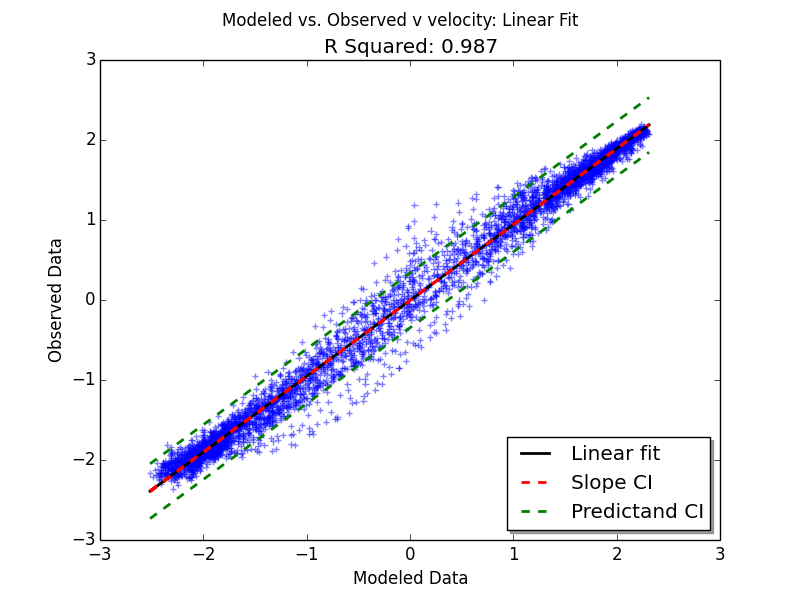 Modeled vs. Observed v velocity: Linear Fit
R Squared: 0.987
3
2
1
0
−1
−2
−3
Observed Data
−3 −2 −1 0 1 2 3
Modeled Data
Linear fit
Slope CI
Predictand CI